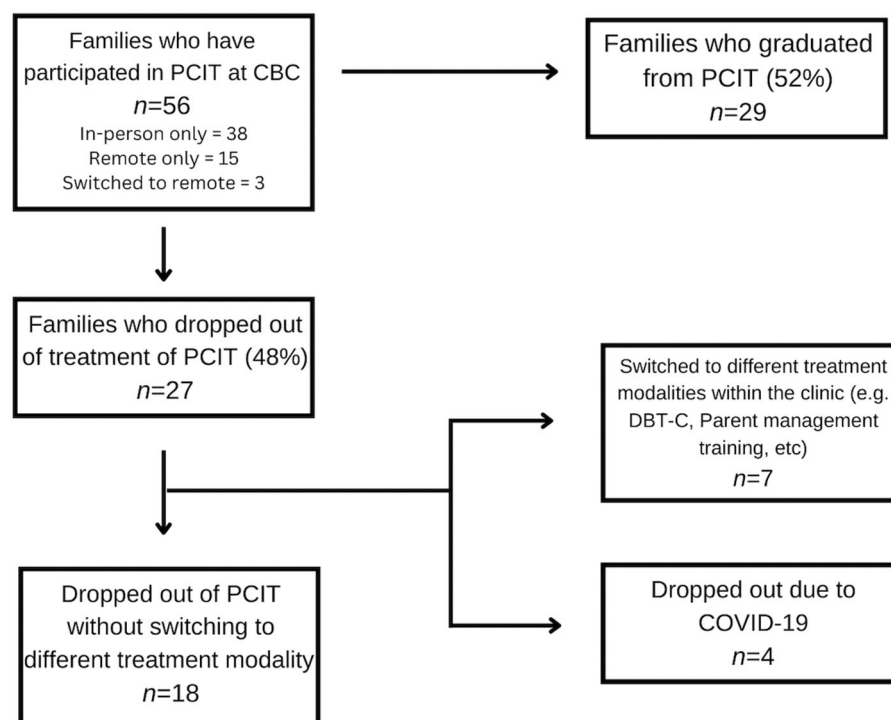 Families who have
participated in PCIT at CBC
n=56
In-person only = 38
Remote only = 15
Switched to remote = 3
Families who graduated
from PCIT (52%)
n=29
Families who dropped out
of treatment of PCIT (48%)
n=27
Switched to different treatment
modalities within the clinic (e.g.
DBT-C, Parent management
training, etc)
n=7
Dropped out of PCIT
without switching to
different treatment modality
n=18
Dropped out due to
COVID-19
n=4